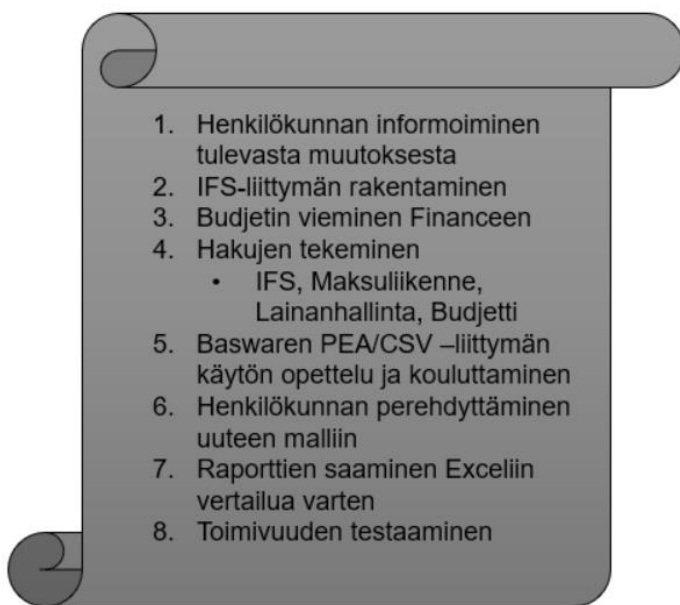 1. Henkilökunnan informoiminen
tulevasta muutoksesta
2. IFS-liittymän rakentaminen
3. Budjetin vieminen Financeen
4. Hakujen tekeminen
• IFS, Maksuliikenne,
Lainanhallinta, Budjetti
5. Baswaren PEA/CSV –liittymän
käytön opettelu ja kouluttaminen
6. Henkilökunnan perehdyttäminen
uuteen malliin
7. Raporttien saaminen Exceliin
vertailua varten
8. Toimivuuden testaaminen